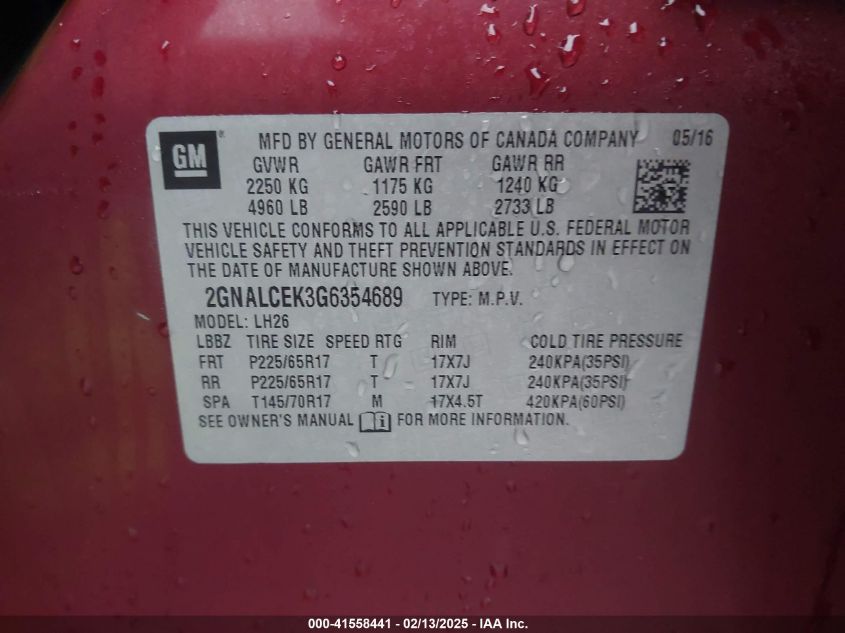 GM ® MFD BY GENERAL MOTORS OF CANADA COMPANY 05/16
GVWR GAWR FRT GAWR RR
2250 KG 1175 KG 1240 KG
4960 LB 2590 LB 2733 LB
THIS VEHICLE CONFORMS TO ALL APPLICABLE U.S. FEDERAL MOTOR
VEHICLE SAFETY AND THEFT PREVENTION STANDARDS IN EFFECT ON
THE DATE OF MANUFACTURE SHOWN ABOVE.
2GNALCEK3G6354689 TYPE: M.P.V.
MODEL: LH26
LBBZ TIRE SIZE SPEED RTG RIM COLD TIRE PRESSURE
FRT P225/65R17 T 17X7J 240KPA(35PSI)
RR P225/65R17 T 17X7J 240KPA(35PSI)
SPA T145/70R17 M 17X4.5T 420KPA(60PSI)
SEE OWNER'S MANUAL i FOR MORE INFORMATION.
000-41558441 - 02/13/2025 - IAA Inc.